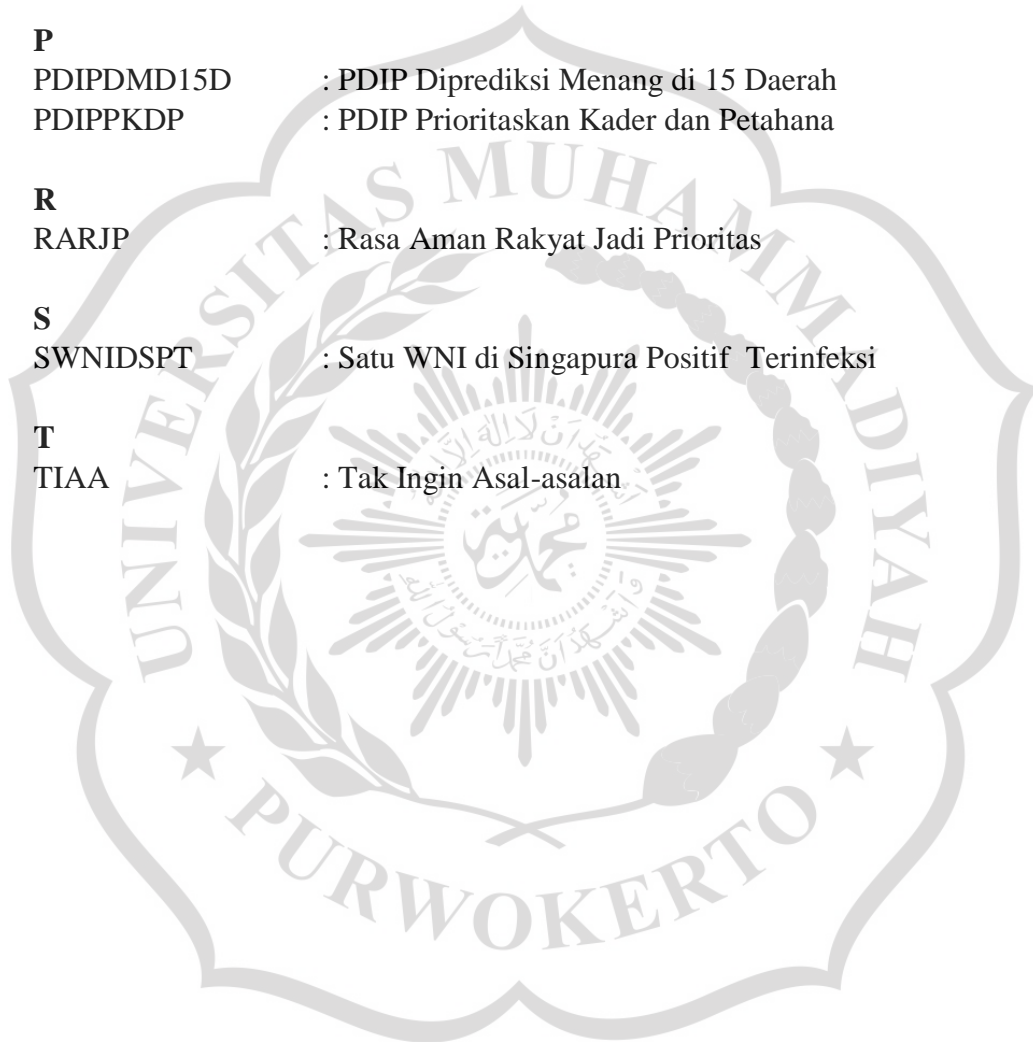 P
PDIPDMD15D : PDIP Diprediksi Menang di 15 Daerah
PDIPPKDP : PDIP Prioritaskan Kader dan Petahana
R
RARJP : Rasa Aman Rakyat Jadi Prioritas
S
SWNIDSPT : Satu WNI di Singapura Positif Terinfeksi
T
TIAA : Tak Ingin Asal-asalan
UNIVERSITAS MUHAMMADIYAH
PURWOKERTO